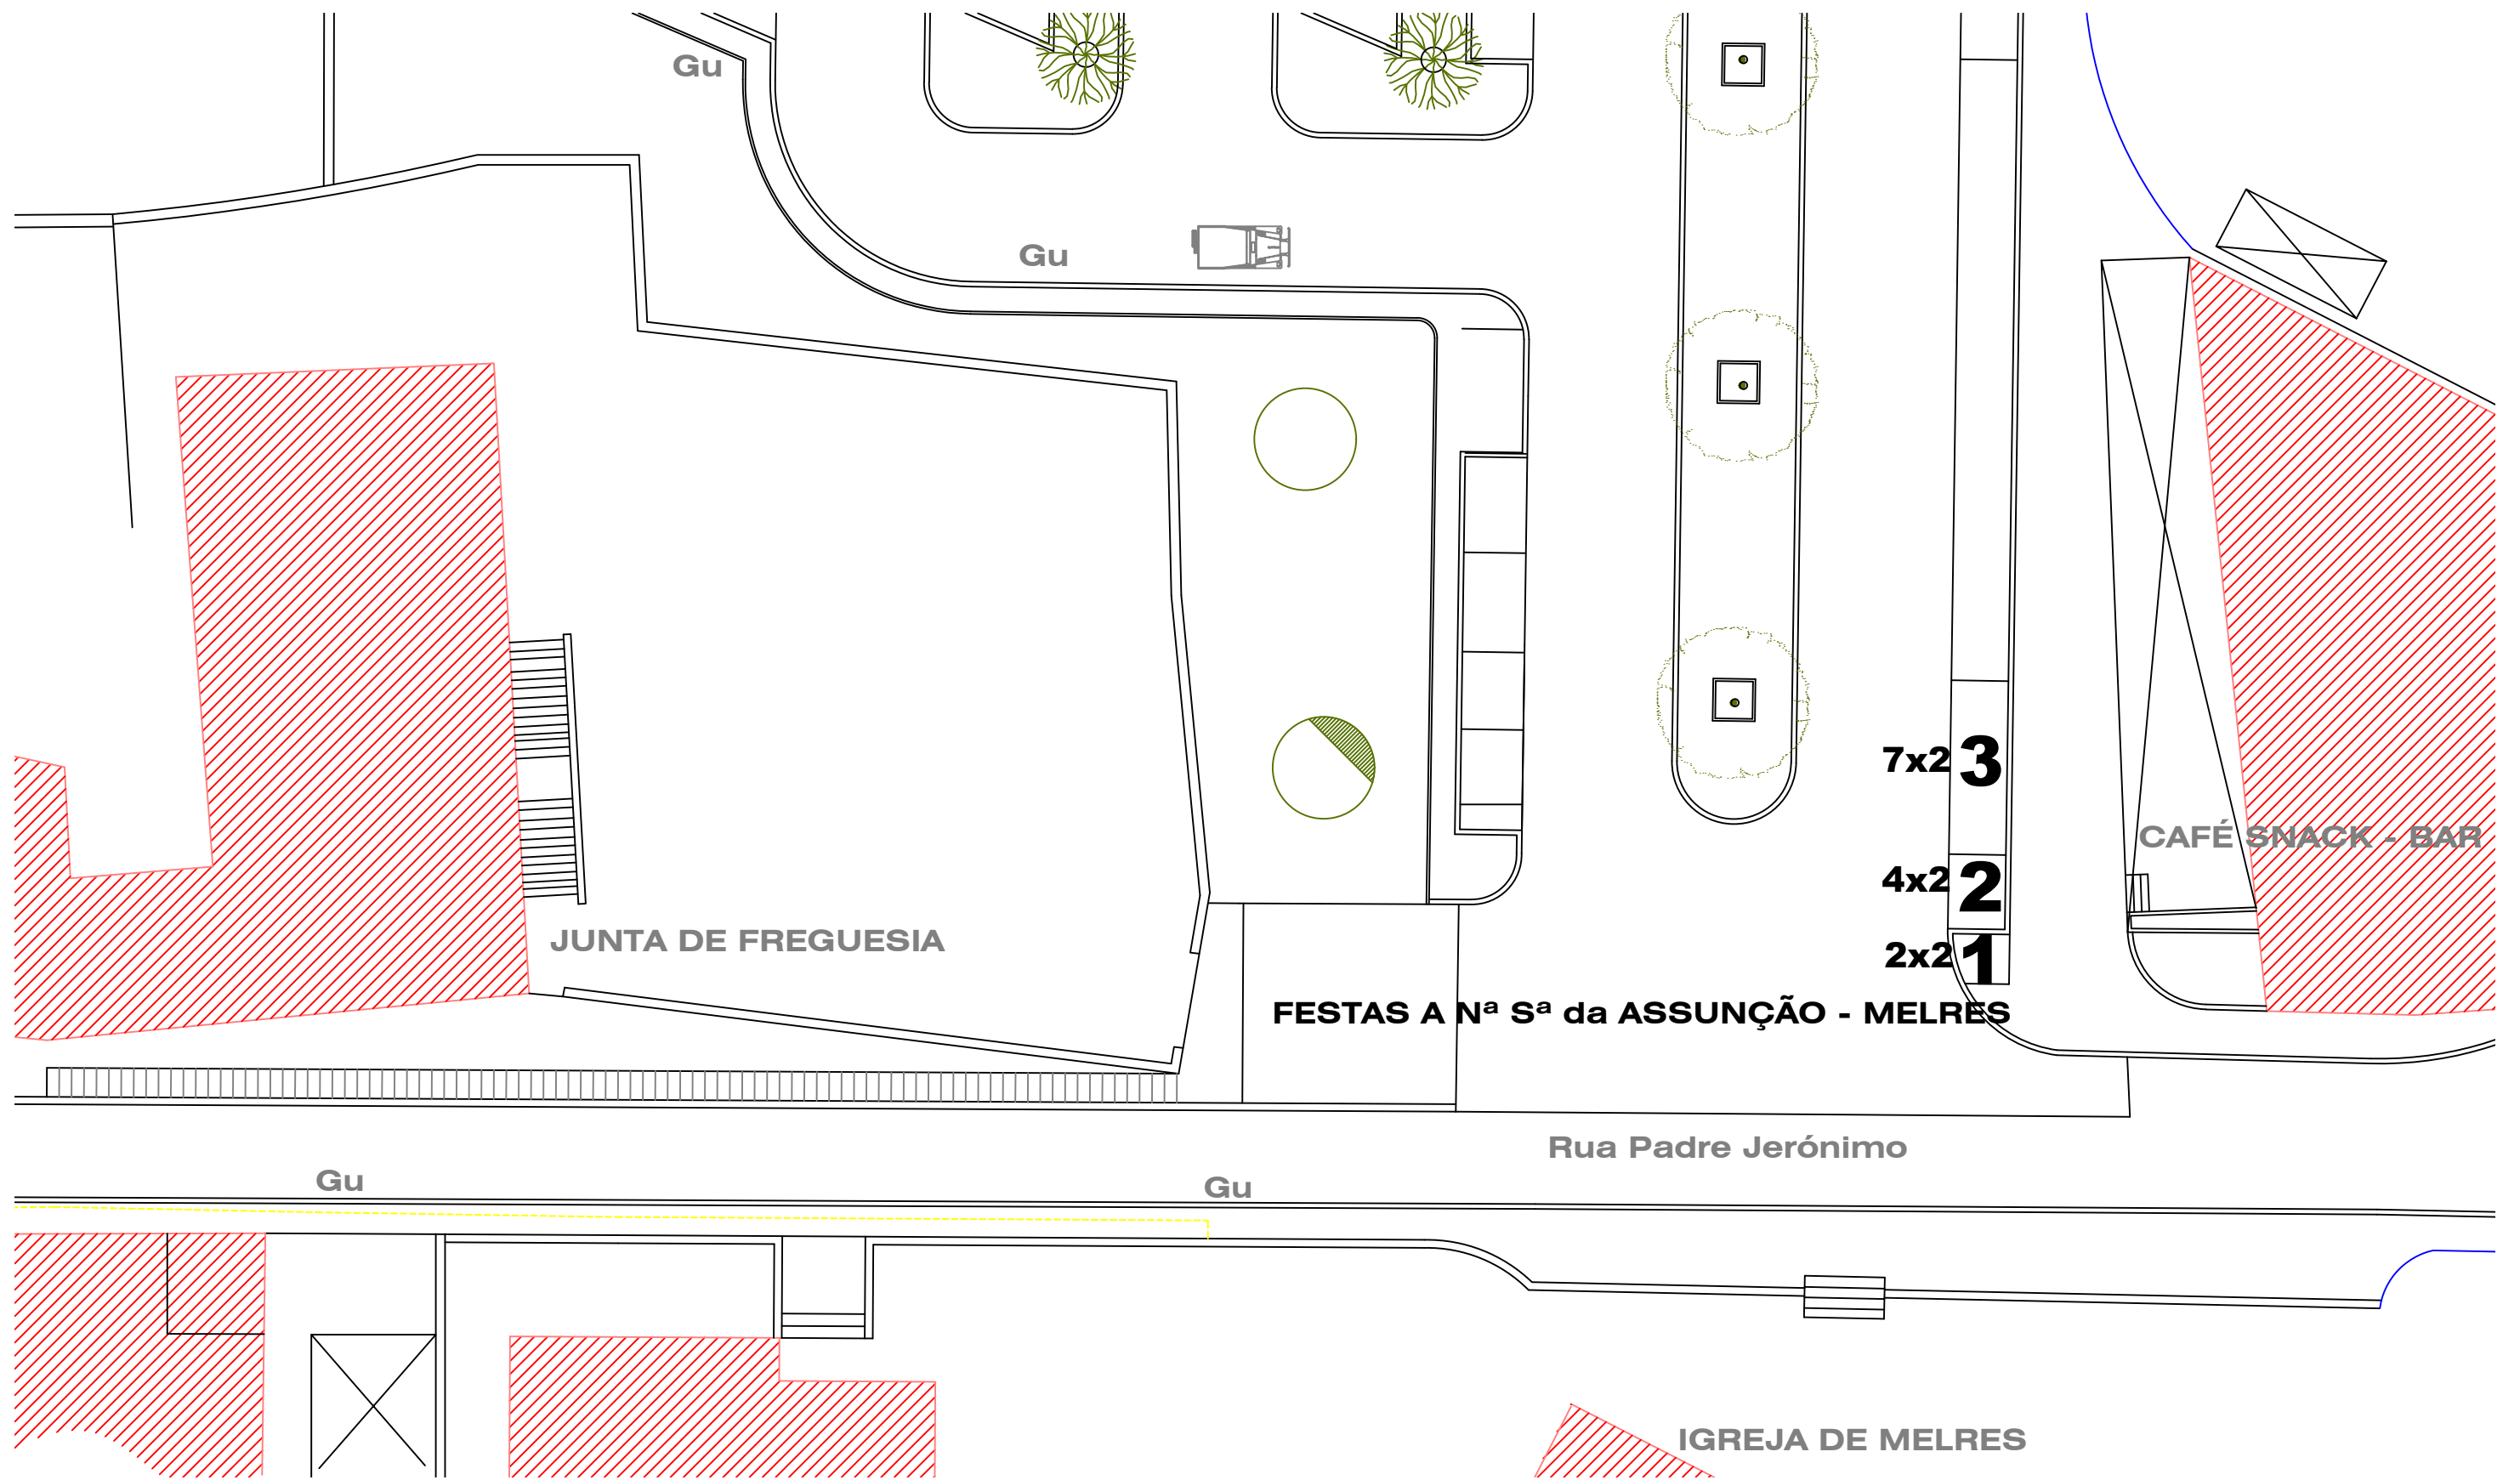 Gu
Gu
7x2 3
CAFÉ SNACK - BAR
4x2 2
JUNTA DE FREGUESIA
2x2 1
FESTAS A Nª Sª da ASSUNÇÃO - MELRES
Rua Padre Jerónimo
Gu
Gu
IGREJA DE MELRES